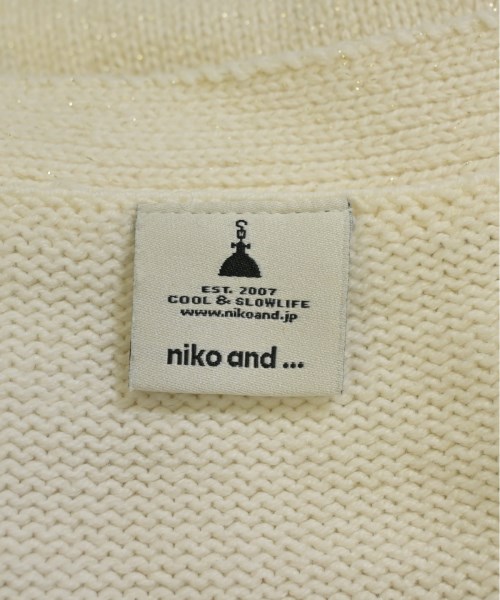 EST. 2007
COOL & SLOWLIFE
www.nikoand.jp
niko and ...